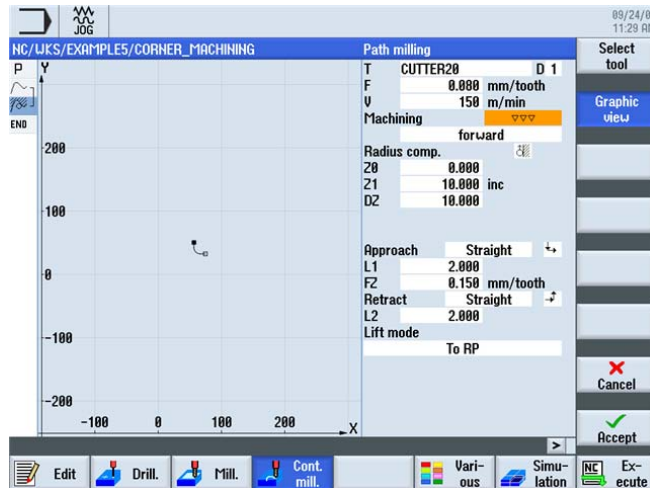 JOG
09/24/0
11:29 A
NC/WKS/EXAMPLE5/CORNER_MACHINING
Path milling
Select
tool
P
Y
T CUTTER20 D 1
F 0.080 mm/tooth
V 150 m/min
Machining ▽▽▽
Graphic
view
END
forward
Radius comp.
200
Z0 0.000
Z1 10.000 inc
DZ 10.000
100
Approach Straight
0
L1 2.000
FZ 0.150 mm/tooth
Retract Straight
L2 2.000
-100
Lift mode
To RP
Cancel
-200
-100 0 100 200 X
Accept
>
Edit
Drill.
Mill.
Cont.
mill.
Vari-
ous
Simu-
lation
NC
Ex-
ecute